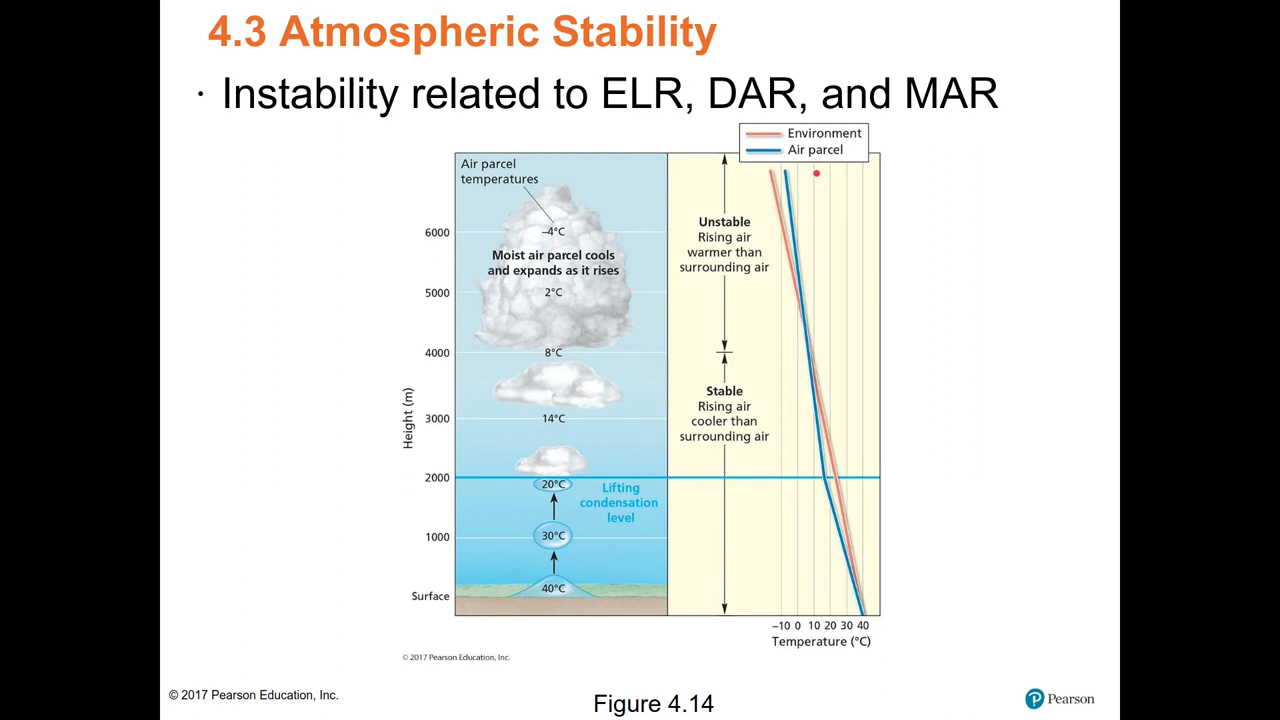 4.3 Atmospheric Stability
· Instability related to ELR, DAR, and MAR
Environment
Air parcel
Air parcel
temperatures
6000
5000
4000
3000
2000
1000
Surface
Height (m)
–4°C
Moist air parcel cools
and expands as it rises
2°C
8°C
14°C
20°C
Lifting
condensation
level
30°C
40°C
Unstable
Rising air
warmer than
surrounding air
Stable
Rising air
cooler than
surrounding air
–10 0 10 20 30 40
Temperature (°C)
© 2017 Pearson Education, Inc.
© 2017 Pearson Education, Inc.
Figure 4.14
P Pearson